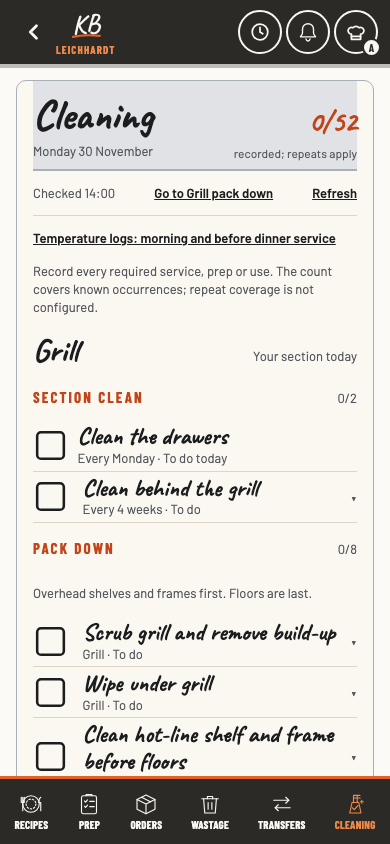 KB
LEICHHARDT
A
Cleaning
0/52
Monday 30 November
recorded; repeats apply
Checked 14:00
Go to Grill pack down
Refresh
Temperature logs: morning and before dinner service
Record every required service, prep or use. The count
covers known occurrences; repeat coverage is not
configured.
Grill
Your section today
SECTION CLEAN
0/2
Clean the drawers
Every Monday · To do today
Clean behind the grill
Every 4 weeks · To do
PACK DOWN
0/8
Overhead shelves and frames first. Floors are last.
Scrub grill and remove build-up
Grill · To do
Wipe under grill
Grill · To do
Clean hot-line shelf and frame
before floors
RECIPES
PREP
ORDERS
WASTAGE
TRANSFERS
CLEANING